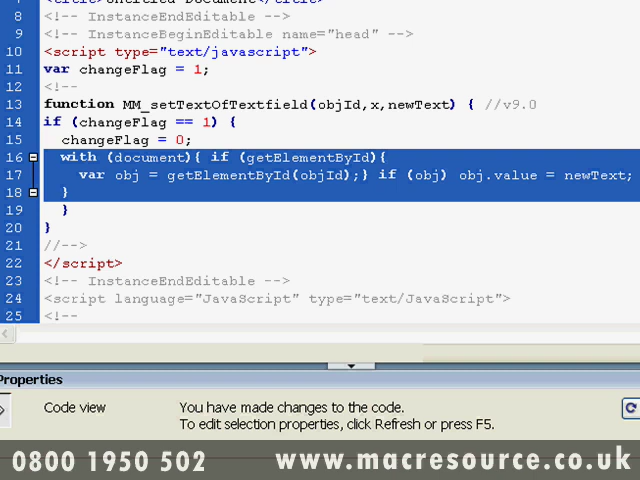 <title>Untitled Document</title>
8 <!-- InstanceEndEditable -->
9 <!-- InstanceBeginEditable name="head" -->
10 <script type="text/javascript">
11 var changeFlag = 1;
12 <!--
13 function MM_setTextOfTextfield(objId,x,newText) { //v9.0
14 if (changeFlag == 1) {
15 changeFlag = 0;
16 with (document){ if (getElementById){
17 var obj = getElementById(objId);} if (obj) obj.value = newText;
18 }
19 }
20 }
21 //-->
22 </script>
23 <!-- InstanceEndEditable -->
24 <script language="JavaScript" type="text/JavaScript">
25 <!--
Properties
Code view
You have made changes to the code.
To edit selection properties, click Refresh or press F5.
0800 1950 502
www.macresource.co.uk